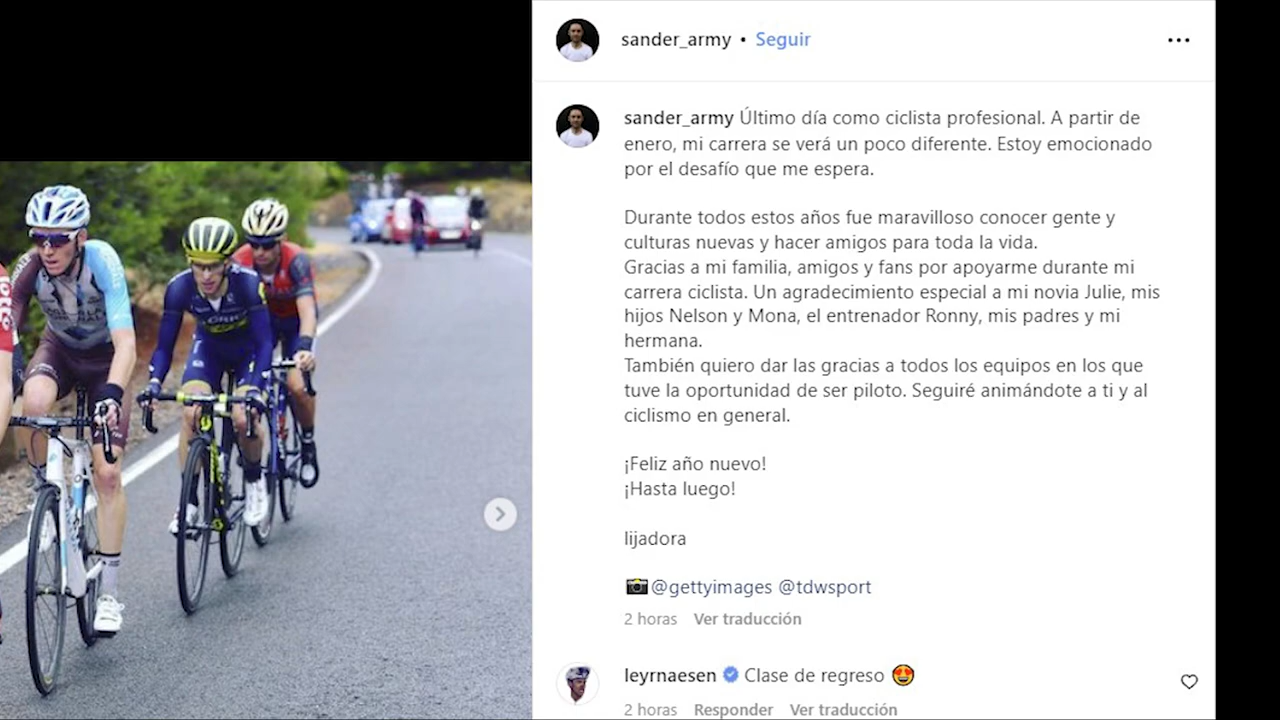 sander_army • Seguir
sander_army Último día como ciclista profesional. A partir de
enero, mi carrera se verá un poco diferente. Estoy emocionado
por el desafío que me espera.
Durante todos estos años fue maravilloso conocer gente y
culturas nuevas y hacer amigos para toda la vida.
Gracias a mi familia, amigos y fans por apoyarme durante mi
carrera ciclista. Un agradecimiento especial a mi novia Julie, mis
hijos Nelson y Mona, el entrenador Ronny, mis padres y mi
hermana.
También quiero dar las gracias a todos los equipos en los que
tuve la oportunidad de ser piloto. Seguiré animándote a ti y al
ciclismo en general.
¡Feliz año nuevo!
¡Hasta luego!
lijadora
📷@gettyimages @tdwsport
2 horas Ver traducción
leyrnaesen Clase de regreso 😍
2 horas Responder Ver traducción